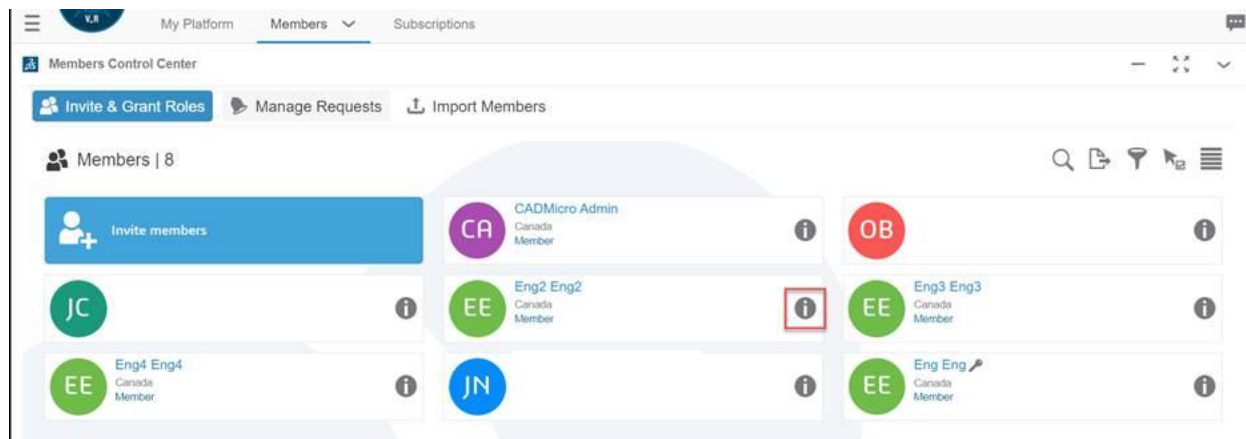 V.R
My Platform
Members
Subscriptions
Members Control Center
Invite & Grant Roles
Manage Requests
Import Members
Members | 8
Invite members
CA
CADMicro Admin
Canada
Member
OB
JC
EE
Eng2 Eng2
Canada
Member
EE
Eng3 Eng3
Canada
Member
EE
Eng4 Eng4
Canada
Member
JN
EE
Eng Eng
Canada
Member